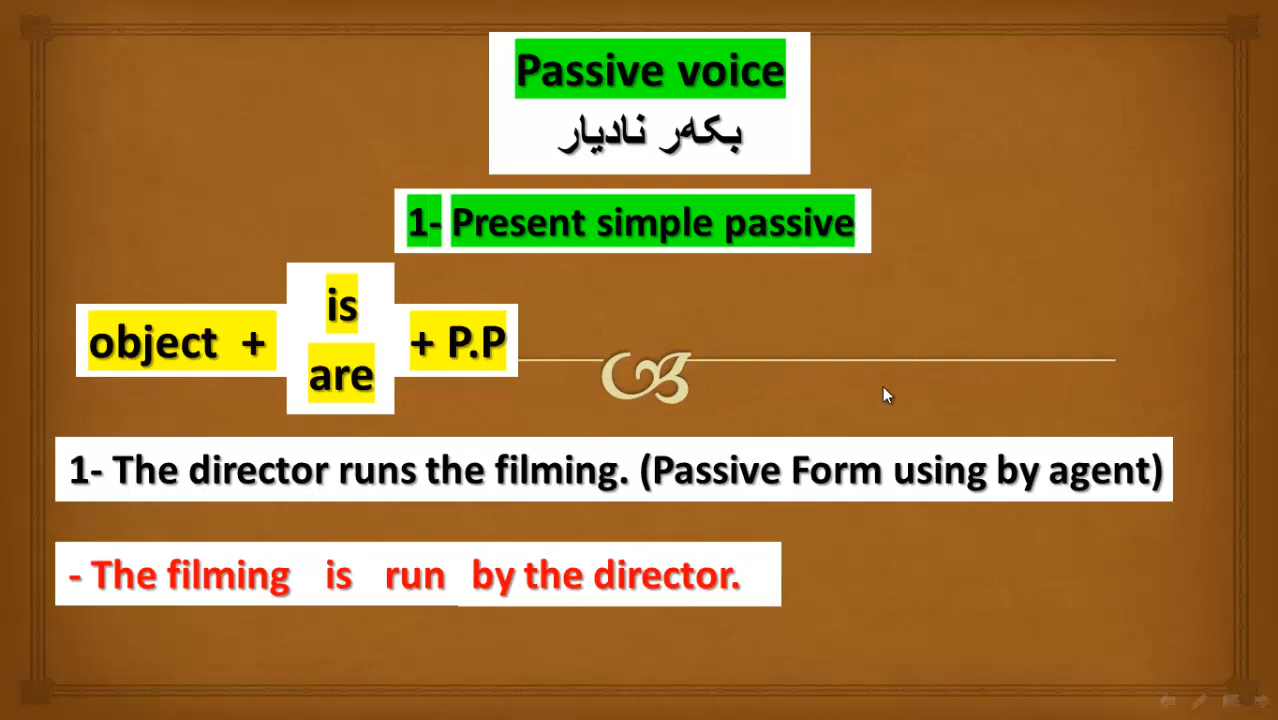 Passive voice
بکەر نادیار
1- Present simple passive
object + is + P.P
are
1- The director runs the filming. (Passive Form using by agent)
- The filming is run by the director.